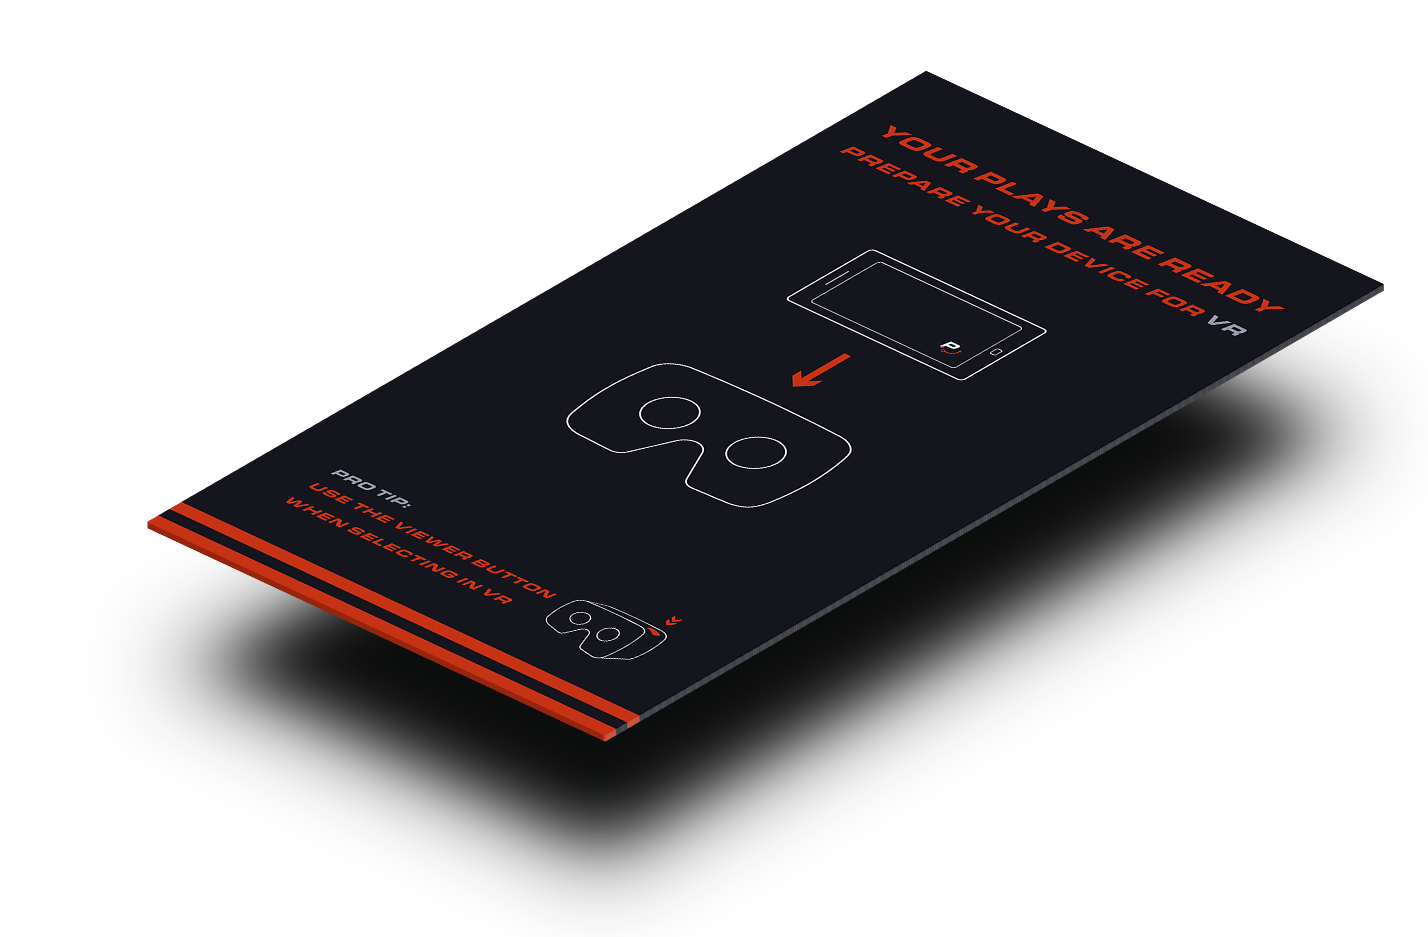 YOUR PLAYS ARE READY
PREPARE YOUR DEVICE FOR VR
P
PRO TIP:
USE THE VIEWER BUTTON
WHEN SELECTING IN VR